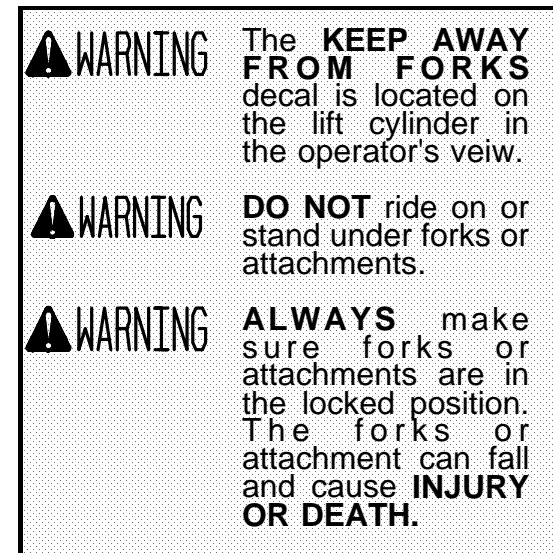 WARNING
The KEEP AWAY
FROM FORKS
decal is located on
the lift cylinder in
the operator's veiw.
WARNING
DO NOT ride on or
stand under forks or
attachments.
WARNING
ALWAYS make
sure forks or
attachments are in
the locked position.
The forks or
attachment can fall
and cause INJURY
OR DEATH.